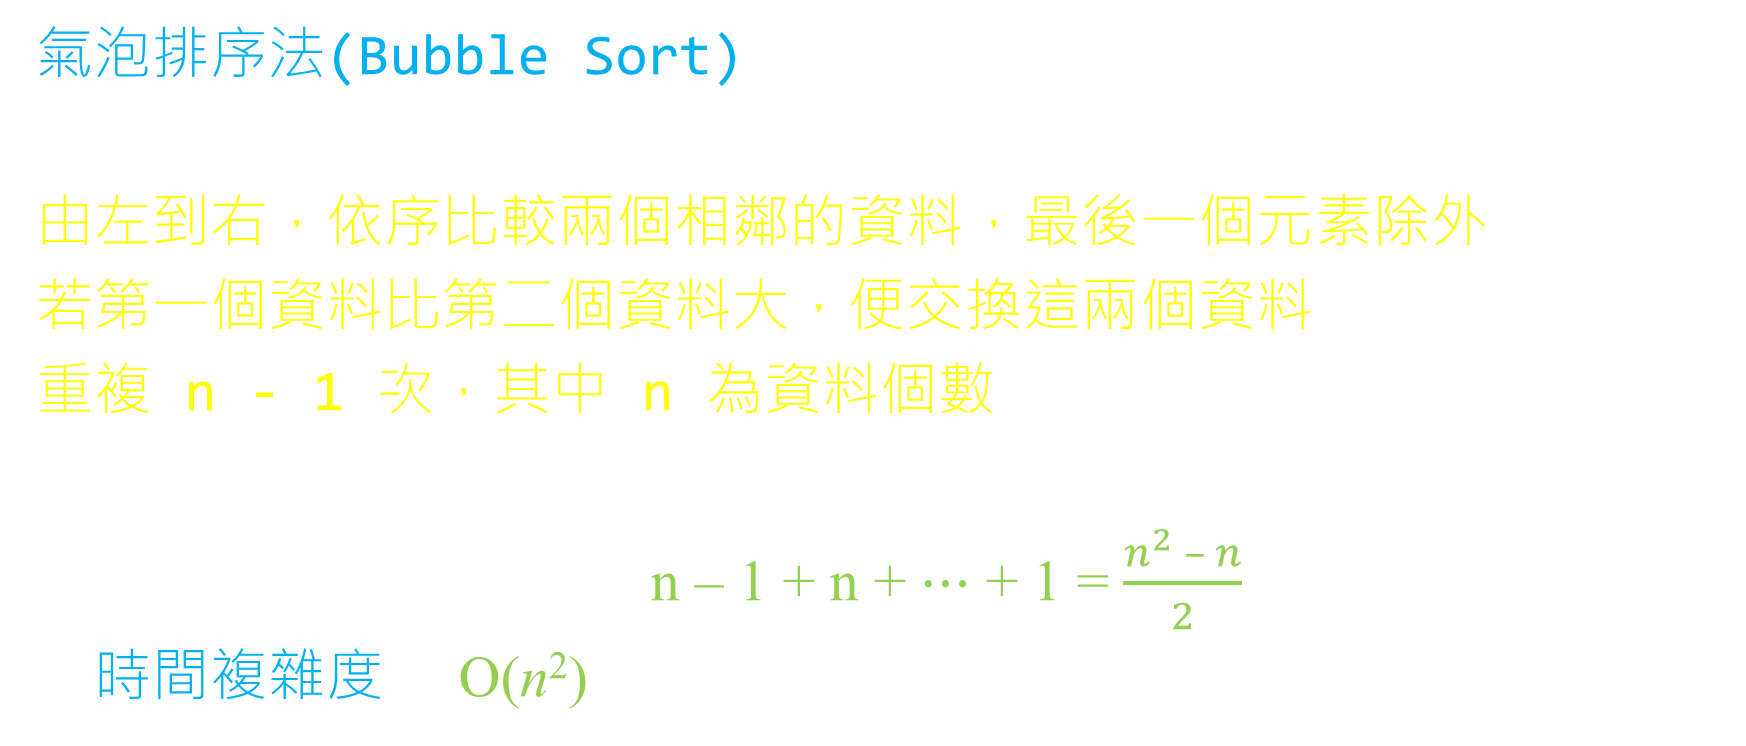 氣泡排序法(Bubble Sort)
由左到右，依序比較兩個相鄰的資料，最後一個元素除外
若第一個資料比第二個資料大，便交換這兩個資料
重複 n - 1 次，其中 n 為資料個數
n – 1 + n + ⋯ + 1 = \frac{n^2 - n}{2}
時間複雜度 O(n²)